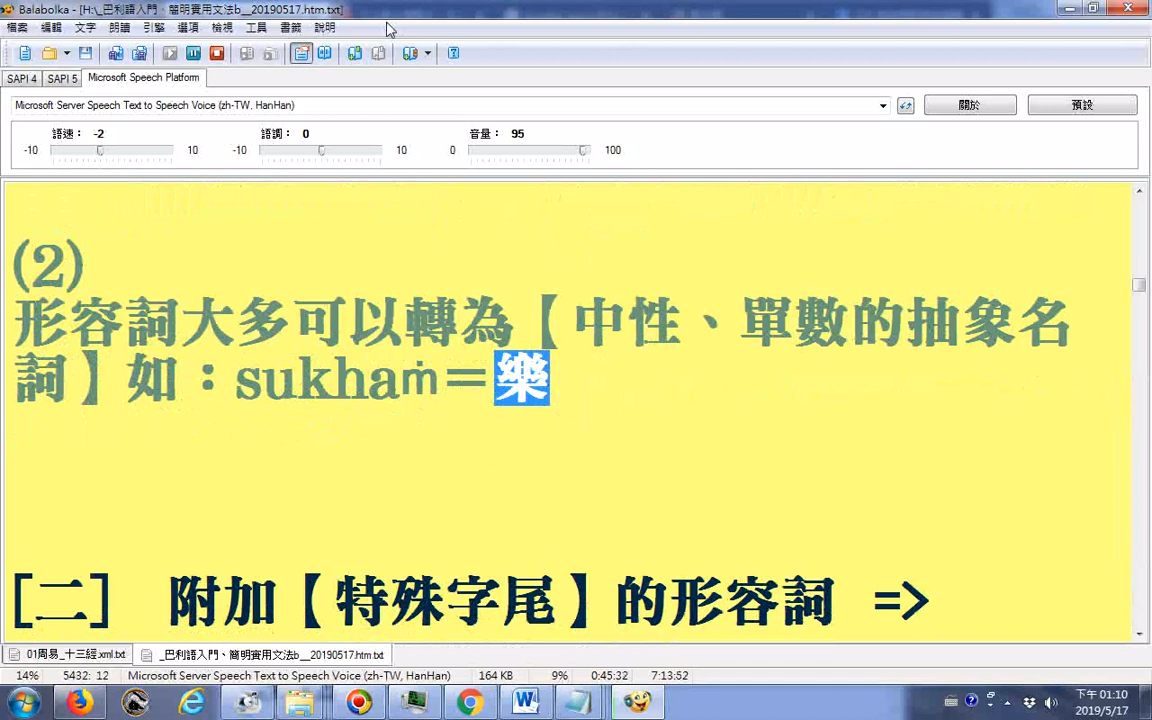 Balabolka - [H:\_巴利語入門、簡明實用文法b__20190517.htm.txt]
檔案 編輯 文字 朗讀 引擎 選項 檢視 工具 書籤 說明
SAPI 4 SAPI 5 Microsoft Speech Platform
Microsoft Server Speech Text to Speech Voice (zh-TW, HanHan) 關於 預設
語速： -2 語調： 0 音量： 95
-10 10 -10 10 0 100
(2)
形容詞大多可以轉為【中性、單數的抽象名
詞】如：sukhaṁ＝樂
[二] 附加【特殊字尾】的形容詞 =>
01周易_十三經.xml.txt _巴利語入門、簡明實用文法b__20190517.htm.txt
14% 5432: 12 Microsoft Server Speech Text to Speech Voice (zh-TW, HanHan) 164 KB 9% 0:45:32 7:13:52
下午 01:10
2019/5/17